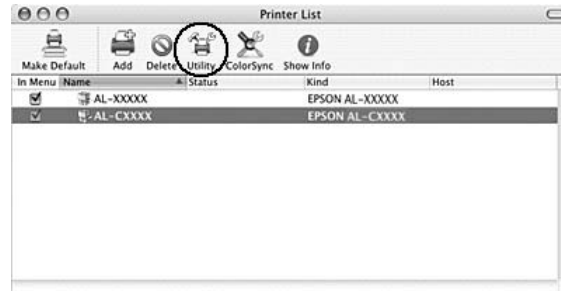 Printer List
Make Default Add Delete Utility ColorSync Show Info
In Menu Name Status Kind Host
AL-XXXXX EPSON AL-XXXXX
AL-CXXXX EPSON AL-CXXXX